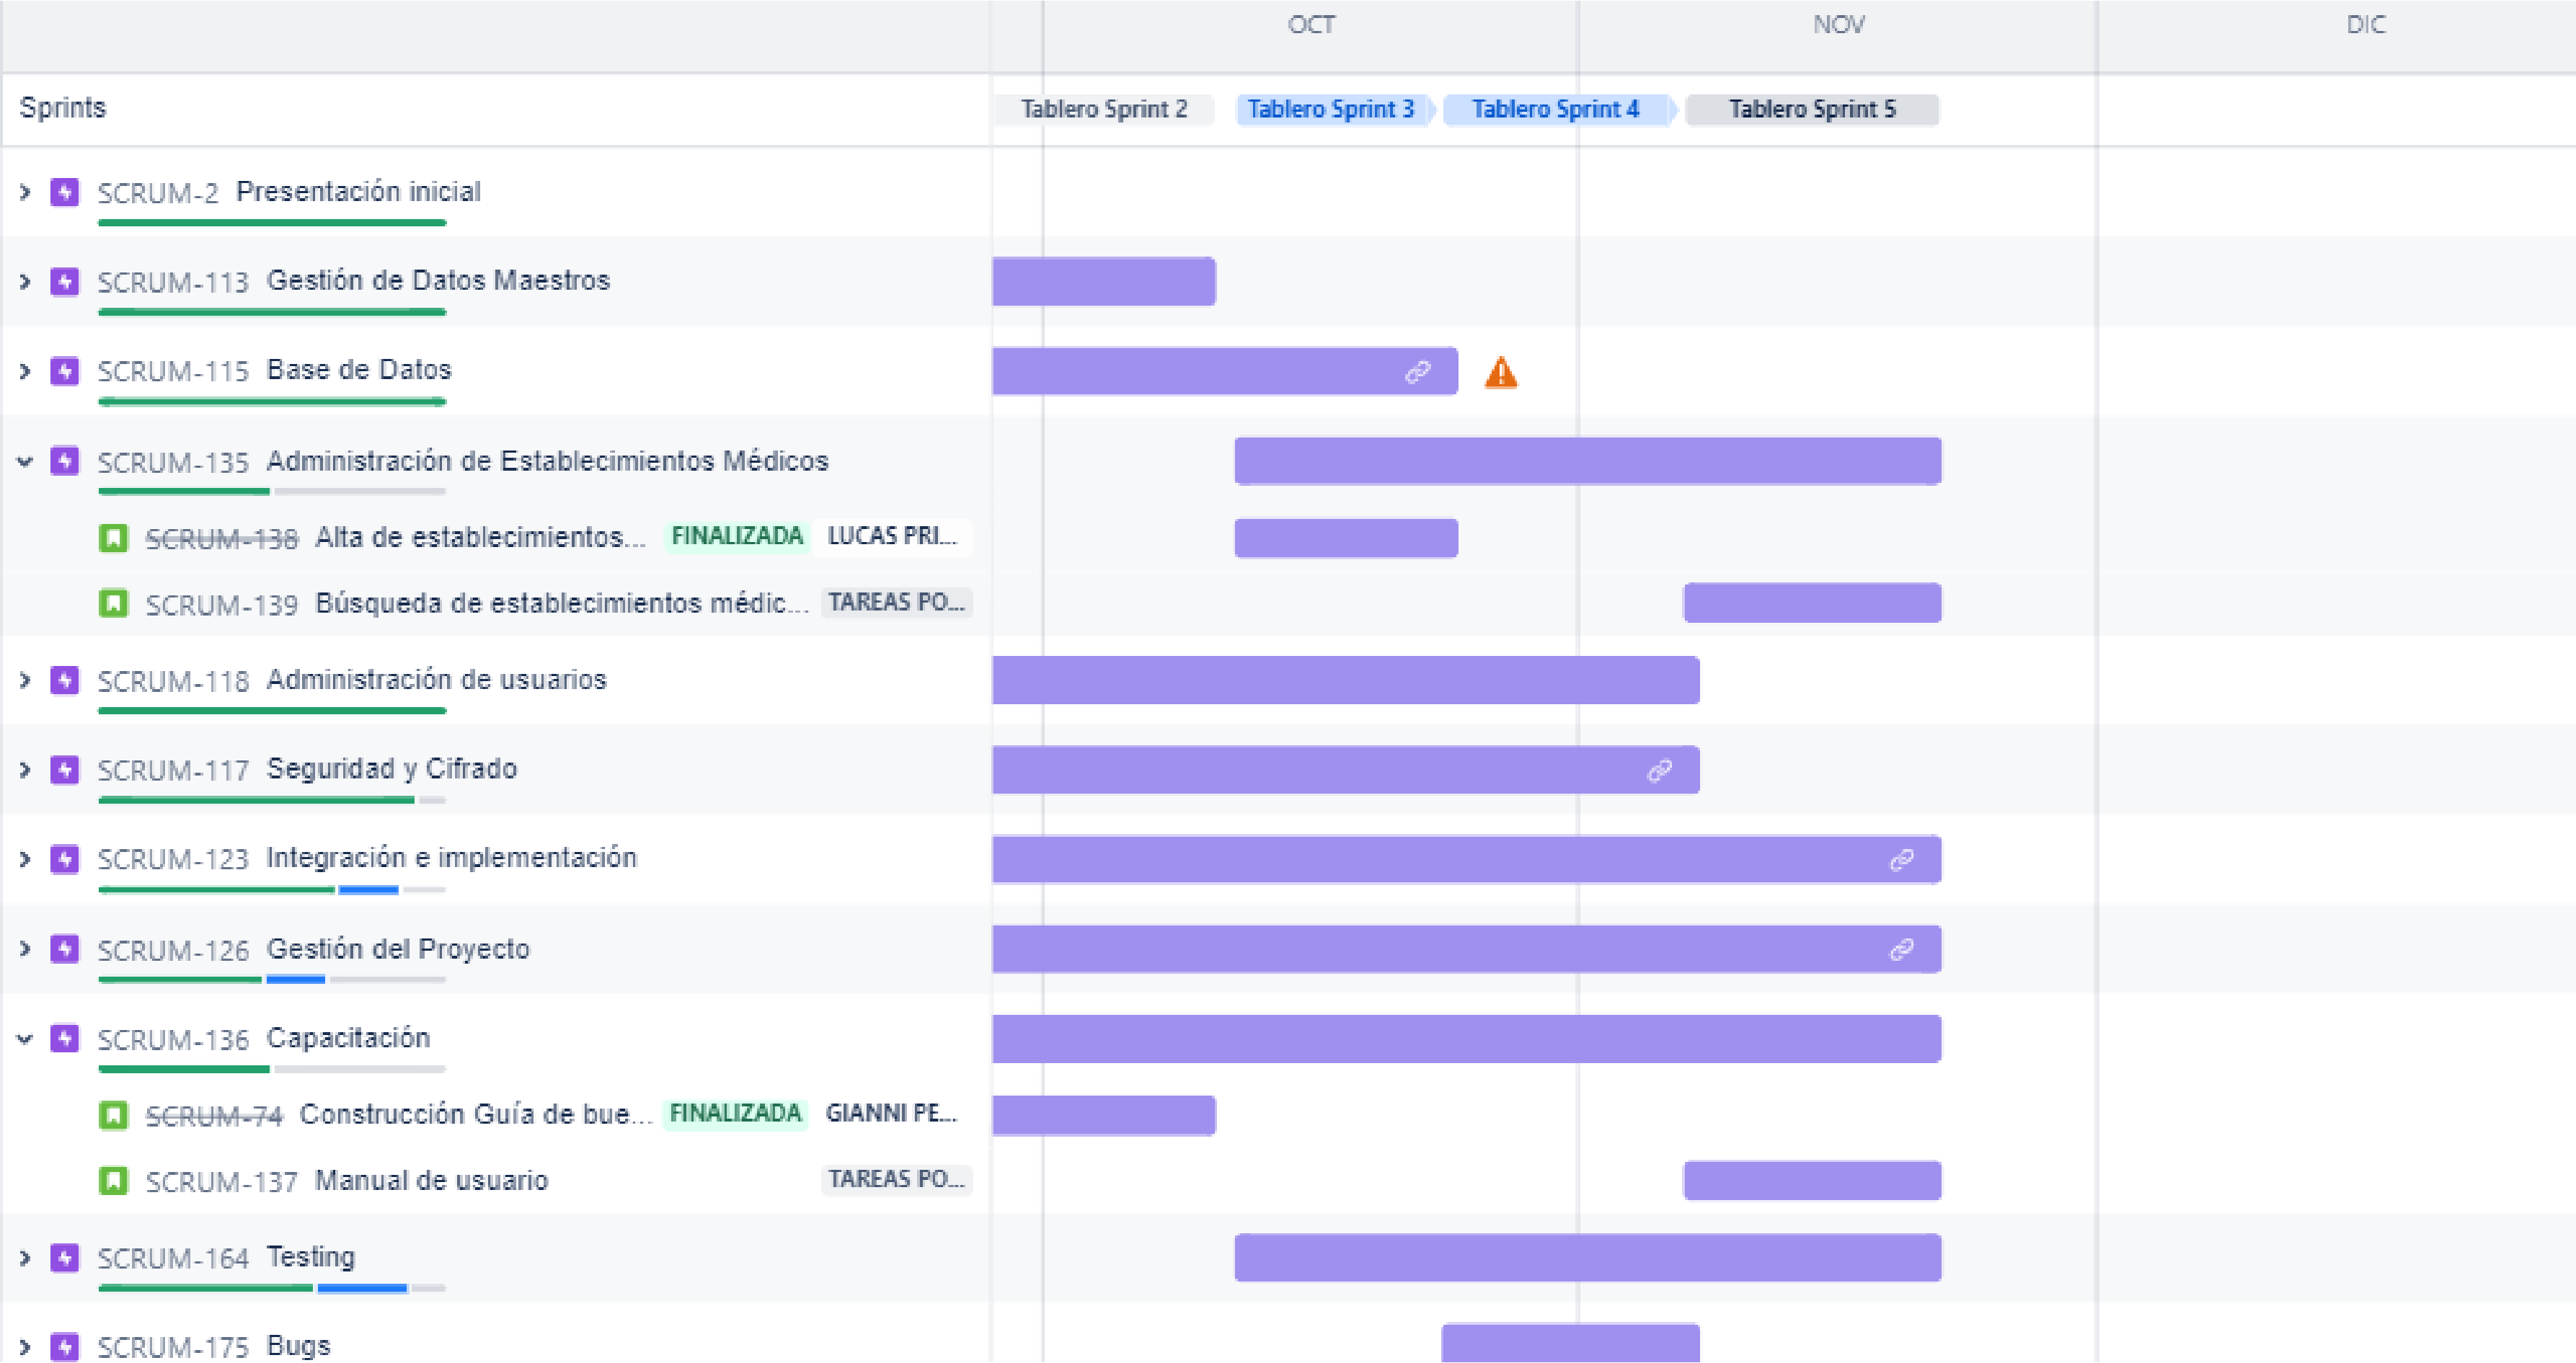 OCT NOV DIC
Sprints Tablero Sprint 2 Tablero Sprint 3 Tablero Sprint 4 Tablero Sprint 5
SCRUM-2 Presentación inicial
SCRUM-113 Gestión de Datos Maestros
SCRUM-115 Base de Datos
SCRUM-135 Administración de Establecimientos Médicos
SCRUM-138 Alta de establecimientos... FINALIZADA LUCAS PRI...
SCRUM-139 Búsqueda de establecimientos médic... TAREAS PO...
SCRUM-118 Administración de usuarios
SCRUM-117 Seguridad y Cifrado
SCRUM-123 Integración e implementación
SCRUM-126 Gestión del Proyecto
SCRUM-136 Capacitación
SCRUM-74 Construcción Guía de bue... FINALIZADA GIANNI PE...
SCRUM-137 Manual de usuario TAREAS PO...
SCRUM-164 Testing
SCRUM-175 Bugs